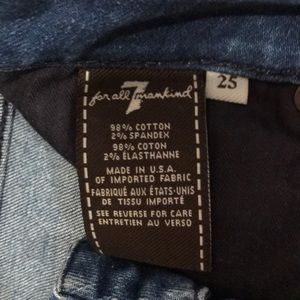 7
for all mankind
25
98% COTTON
2% SPANDEX
98% COTON
2% ÉLASTHANNE
MADE IN U.S.A.
OF IMPORTED FABRIC
FABRIQUÉ AUX ÉTATS-UNIS
DE TISSU IMPORTÉ
SEE REVERSE FOR CARE
ENTRETIEN AU VERSO